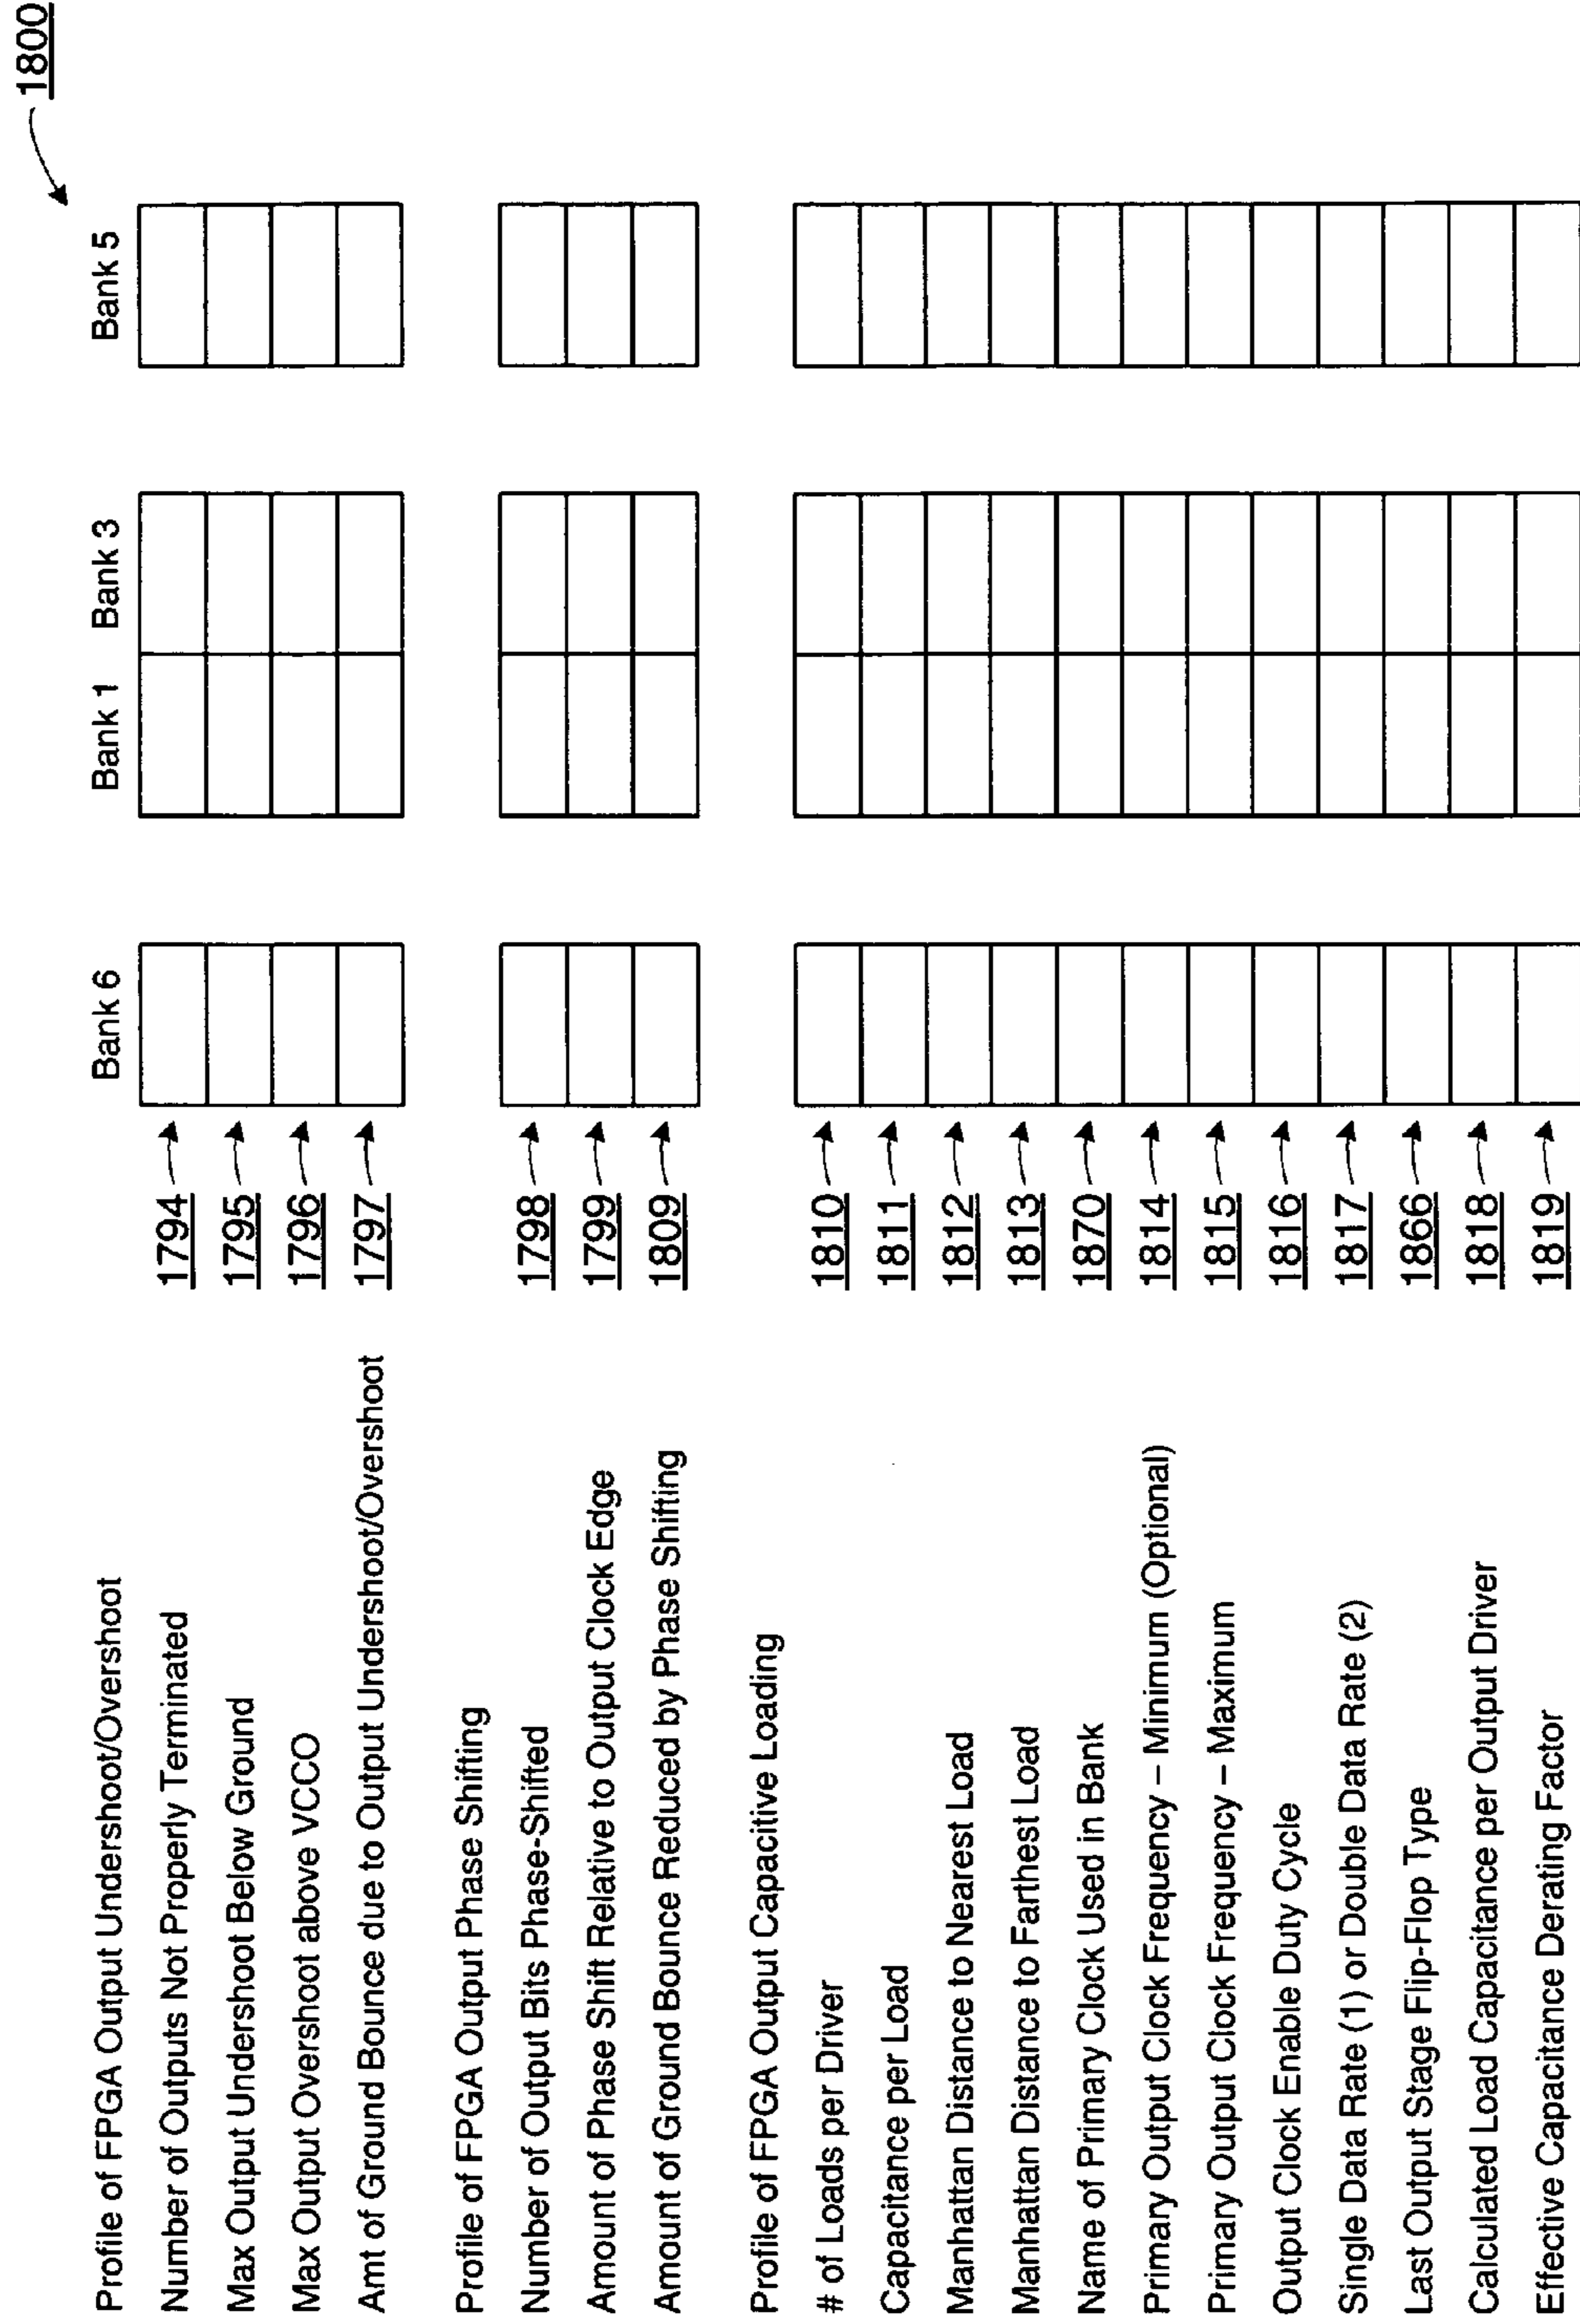 1800
Bank 6 Bank 1 Bank 3 Bank 5
Profile of FPGA Output Undershoot/Overshoot
Number of Outputs Not Properly Terminated 1794
Max Output Undershoot Below Ground 1795
Max Output Overshoot above VCCO 1796
Amt of Ground Bounce due to Output Undershoot/Overshoot 1797
Profile of FPGA Output Phase Shifting
Number of Output Bits Phase-Shifted 1798
Amount of Phase Shift Relative to Output Clock Edge 1799
Amount of Ground Bounce Reduced by Phase Shifting 1809
Profile of FPGA Output Capacitive Loading
# of Loads per Driver 1810
Capacitance per Load 1811
Manhattan Distance to Nearest Load 1812
Manhattan Distance to Farthest Load 1813
Name of Primary Clock Used in Bank 1870
Primary Output Clock Frequency – Minimum (Optional) 1814
Primary Output Clock Frequency – Maximum 1815
Output Clock Enable Duty Cycle 1816
Single Data Rate (1) or Double Data Rate (2) 1817
Last Output Stage Flip-Flop Type 1866
Calculated Load Capacitance per Output Driver 1818
Effective Capacitance Derating Factor 1819